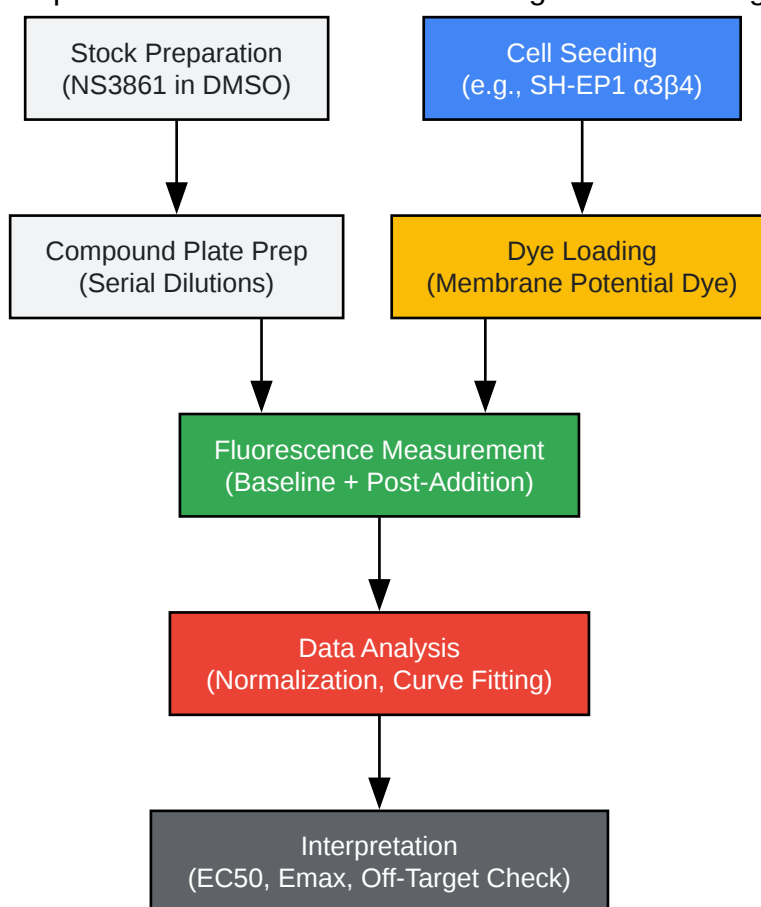 Stock Preparation
(NS3861 in DMSO)
Cell Seeding
(e.g., SH-EP1 α3β4)
Compound Plate Prep
(Serial Dilutions)
Dye Loading
(Membrane Potential Dye)
Fluorescence Measurement
(Baseline + Post-Addition)
Data Analysis
(Normalization, Curve Fitting)
Interpretation
(EC50, Emax, Off-Target Check)